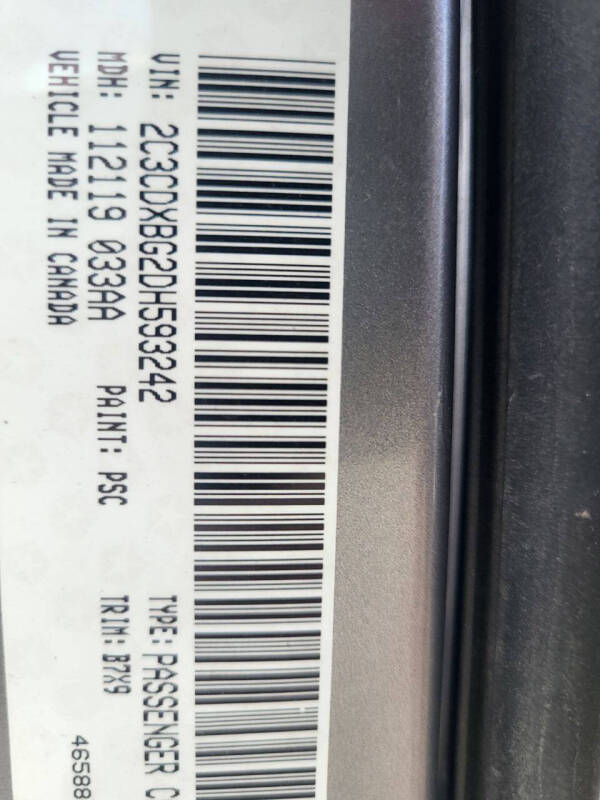 VIN: 2C3CDXBG2DH593242 TYPE: PASSENGER C
MDH: 112119 033AA PAINT: PSC TRIM: B7X9
VEHICLE MADE IN CANADA 46588